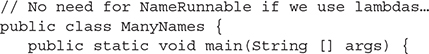 // No need for NameRunnable if we use lambdas…
public class ManyNames {
   public static void main(String [] args) {